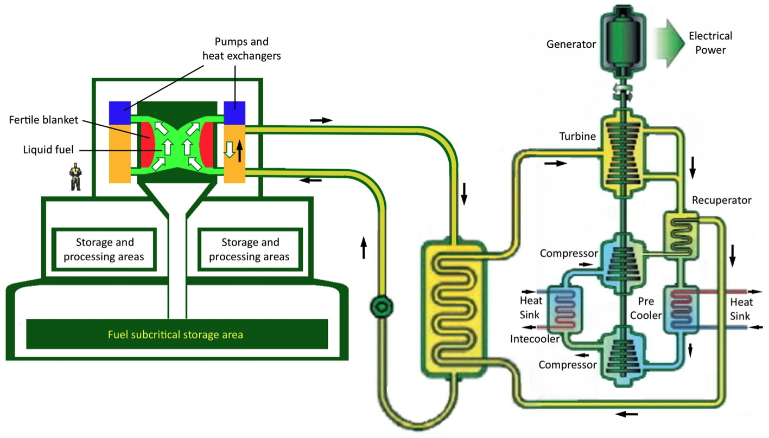 Pumps and
heat exchangers
Fertile blanket
Liquid fuel
Storage and
processing areas
Storage and
processing areas
Fuel subcritical storage area
Generator
Electrical
Power
Turbine
Recuperator
Compressor
Heat
Sink
Pre
Cooler
Heat
Sink
Intecooler
Compressor